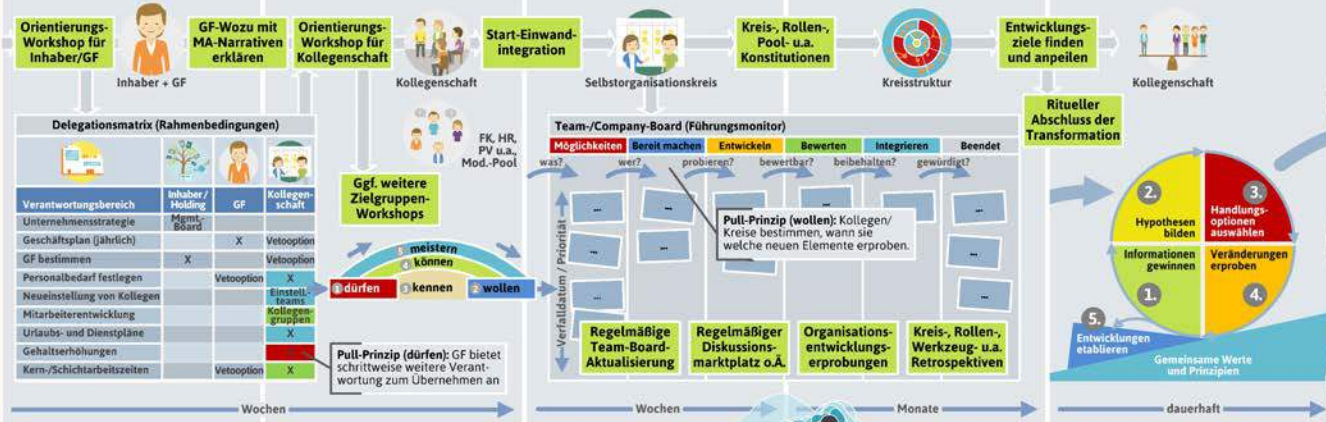 Orientierungs-
Workshop für
Inhaber/GF
Inhaber + GF
GF-Wozu mit
MA-Narrativen
erklären
Orientierungs-
Workshop für
Kollegenschaft
Kollegenschaft
Start-Einwand-
integration
Selbstorganisationskreis
Kreis-, Rollen-,
Pool- u.a.
Konstitutionen
Kreisstruktur
Entwicklungs-
ziele finden
und anpeilen
Kollegenschaft
Ritueller
Abschluss der
Transformation
Delegationsmatrix (Rahmenbedingungen)
Verantwortungsbereich
Inhaber/
Holding
GF
Kollegen-
schaft
Unternehmensstrategie
Mgmt.-
Board
Geschäftsplan (jährlich)
X
Vetooption
GF bestimmen
X
Vetooption
Personalbedarf festlegen
Vetooption
X
Neueinstellung von Kollegen
Einstell.-
teams
Mitarbeiterentwicklung
Kollegen-
gruppen
Urlaubs- und Dienstpläne
X
Gehaltserhöhungen
Kern-/Schichtarbeitszeiten
Vetooption
X
Pull-Prinzip (dürfen): GF bietet
schrittweise weitere Verant-
wortung zum Übernehmen an
FK, HR,
PV u.a.,
Mod.-Pool
Ggf. weitere
Zielgruppen-
Workshops
5 meistern
4 können
1 dürfen
3 kennen
2 wollen
Team-/Company-Board (Führungsmonitor)
Möglichkeiten
Bereit machen
Entwickeln
Bewerten
Integrieren
Beendet
was?
wer?
probieren?
bewertbar?
beibehalten?
gewürdigt?
Verfalldatum / Priorität
...
...
...
...
...
...
...
...
Pull-Prinzip (wollen): Kollegen/
Kreise bestimmen, wann sie
welche neuen Elemente erproben.
Regelmäßige
Team-Board-
Aktualisierung
Regelmäßiger
Diskussions-
marktplatz o.Ä.
Organisations-
entwicklungs-
erprobungen
Kreis-, Rollen-,
Werkzeug- u.a.
Retrospektiven
2.
Hypothesen
bilden
3.
Handlungs-
optionen
auswählen
Informationen
gewinnen
1.
Veränderungen
erproben
4.
5.
Entwicklungen
etablieren
Gemeinsame Werte
und Prinzipien
Wochen
Wochen
Monate
dauerhaft